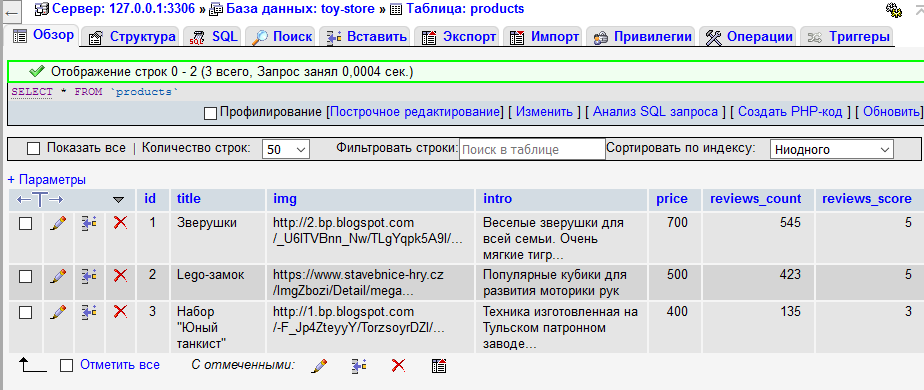 Сервер: 127.0.0.1:3306 » База данных: toy-store » Таблица: products
Обзор Структура SQL Поиск Вставить Экспорт Импорт Привилегии Операции Триггеры
Отображение строк 0 - 2 (3 всего, Запрос занял 0,0004 сек.)
SELECT * FROM `products`
Профилирование [Построчное редактирование] [ Изменить ] [ Анализ SQL запроса ] [ Создать PHP-код ] [ Обновить]
Показать все | Количество строк: 50 Фильтровать строки: Поиск в таблице Сортировать по индексу: Ниодного
+ Параметры
←T→ id title img intro price reviews_count reviews_score
1 Зверушки http://2.bp.blogspot.com Веселые зверушки для 700 545 5
/_U6lTVBnn_Nw/TLgYqpk5A9I/... всей семьи. Очень
мягкие тигр...
2 Lego-замок https://www.stavebnice-hry.cz Популярные кубики для 500 423 5
/ImgZbozi/Detail/mega... развития моторики рук
3 Набор http://1.bp.blogspot.com Техника изготовленная на 400 135 3
"Юный /-F_Jp4ZteyyY/TorzsoyrDZI/... Тульском патронном
танкист" заводе...
Отметить все С отмеченными: